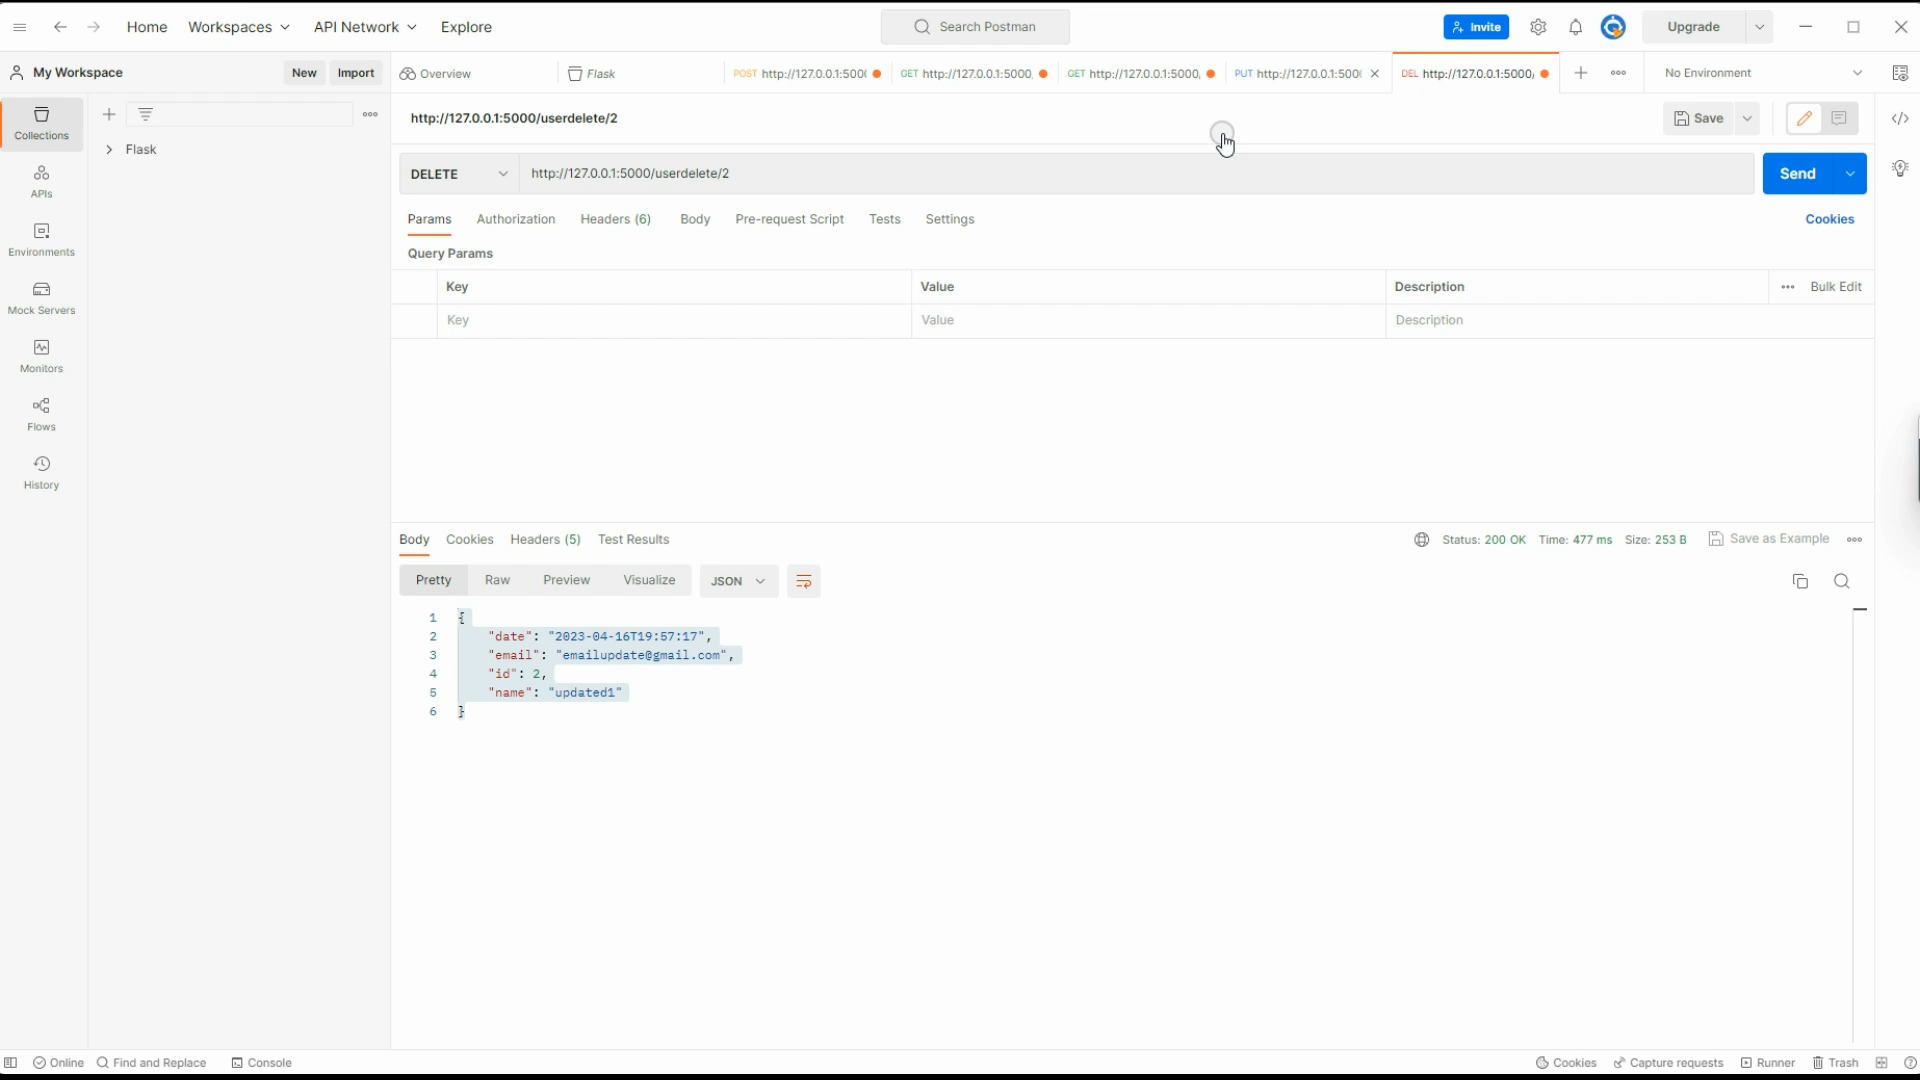 Home Workspaces API Network Explore Search Postman Invite Upgrade
My Workspace New Import Overview Flask POST http://127.0.0.1:500( GET http://127.0.0.1:5000, GET http://127.0.0.1:5000, PUT http://127.0.0.1:500( DEL http://127.0.0.1:5000, No Environment
Collections
APIs
Environments
Mock Servers
Monitors
Flows
History
Flask
http://127.0.0.1:5000/userdelete/2 Save
DELETE http://127.0.0.1:5000/userdelete/2 Send
Params Authorization Headers (6) Body Pre-request Script Tests Settings Cookies
Query Params
Key Value Description Bulk Edit
Key Value Description
Body Cookies Headers (5) Test Results Status: 200 OK Time: 477 ms Size: 253 B Save as Example
Pretty Raw Preview Visualize JSON
1 {
2 "date": "2023-04-16T19:57:17",
3 "email": "emailupdate@gmail.com",
4 "id": 2,
5 "name": "updated1"
6 }
Online Find and Replace Console Cookies Capture requests Runner Trash